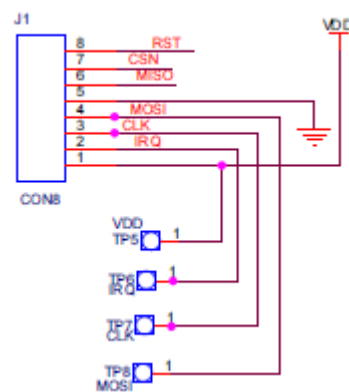 J1
VDD
8 RST
7 CSN
6 MISO
5
4 MOSI
3 CLK
2 IRQ
1
CON8
VDD
TP5 1
TP6 1
IRQ
TP7 1
CLK
TP8 1
MOSI